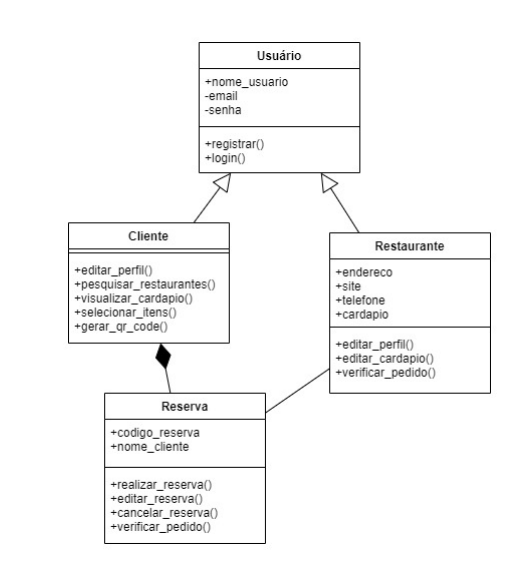 Usuário
+nome_usuario
-email
-senha
+registrar()
+login()
Cliente
+editar_perfil()
+pesquisar_restaurantes()
+visualizar_cardapio()
+selecionar_itens()
+gerar_qr_code()
Restaurante
+endereco
+site
+telefone
+cardapio
+editar_perfil()
+editar_cardapio()
+verificar_pedido()
Reserva
+codigo_reserva
+nome_cliente
+realizar_reserva()
+editar_reserva()
+cancelar_reserva()
+verificar_pedido()